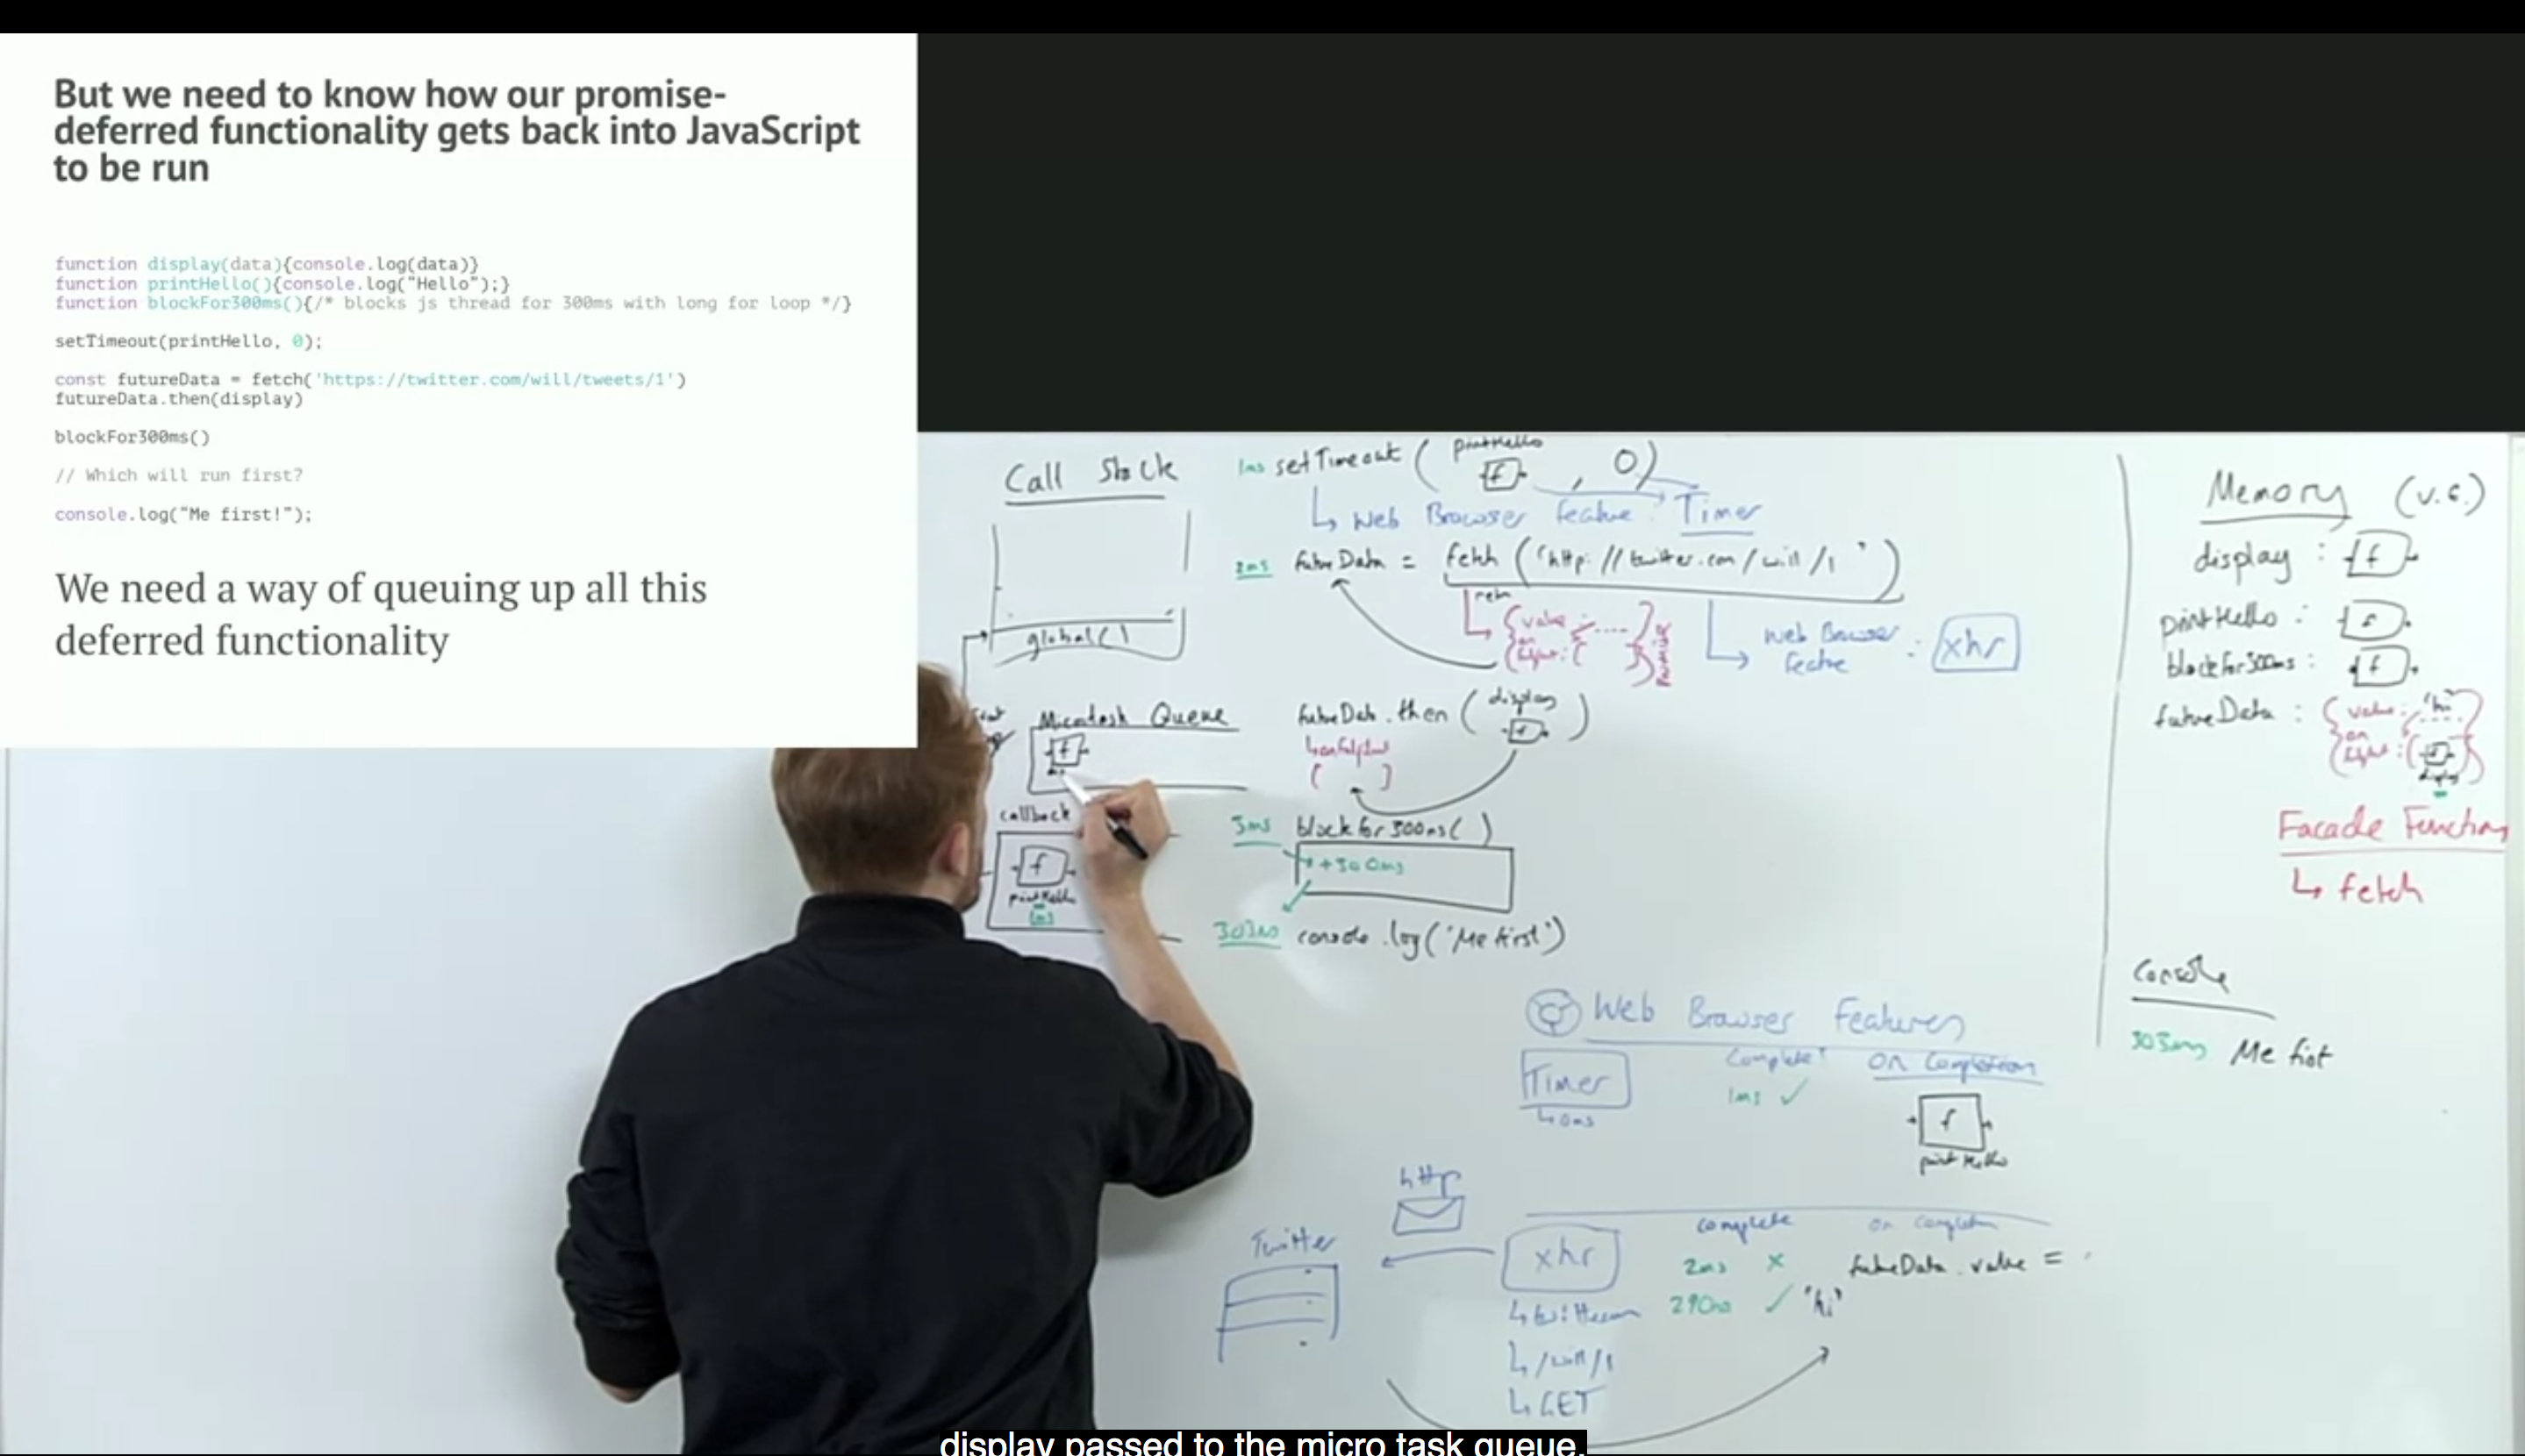 But we need to know how our promise-
deferred functionality gets back into JavaScript
to be run
function display(data){console.log(data)}
function printHello(){console.log("Hello");}
function blockFor300ms(){/* blocks js thread for 300ms with long for loop */}
setTimeout(printHello, 0);
const futureData = fetch('https://twitter.com/will/tweets/1')
futureData.then(display)
blockFor300ms()
// Which will run first?
console.log("Me first!");
We need a way of queuing up all this
deferred functionality
Call Stack
global()
Microtask Queue
f
callback
f
printHello
1ms
1ms setTimeout ( printHello f , 0)
↳ Web Browser feature : Timer
2ms futureData = fetch ('http://twitter.com/will/1')
value :
Web Browser : xhr
feature
futureData.then ( display f )
[ ]
3ms blockfor300ms( )
+300ms
303ms console.log('Me first')
Memory (v.e.)
display : f
printHello : f
blockfor300ms : f
futureData : { value : 'hi'
display
Facade Functions
↳ fetch
Console
303ms Me first
Web Browser Features
Timer Complete? On Completion
↳ 0ms 1ms ✓ f
printHello
http
Twitter
xhr complete On Completion
2ms x futureData.value =
290ms ✓ 'hi'
↳ twitter.com
↳ /will/1
↳ GET
display passed to the micro task queue.